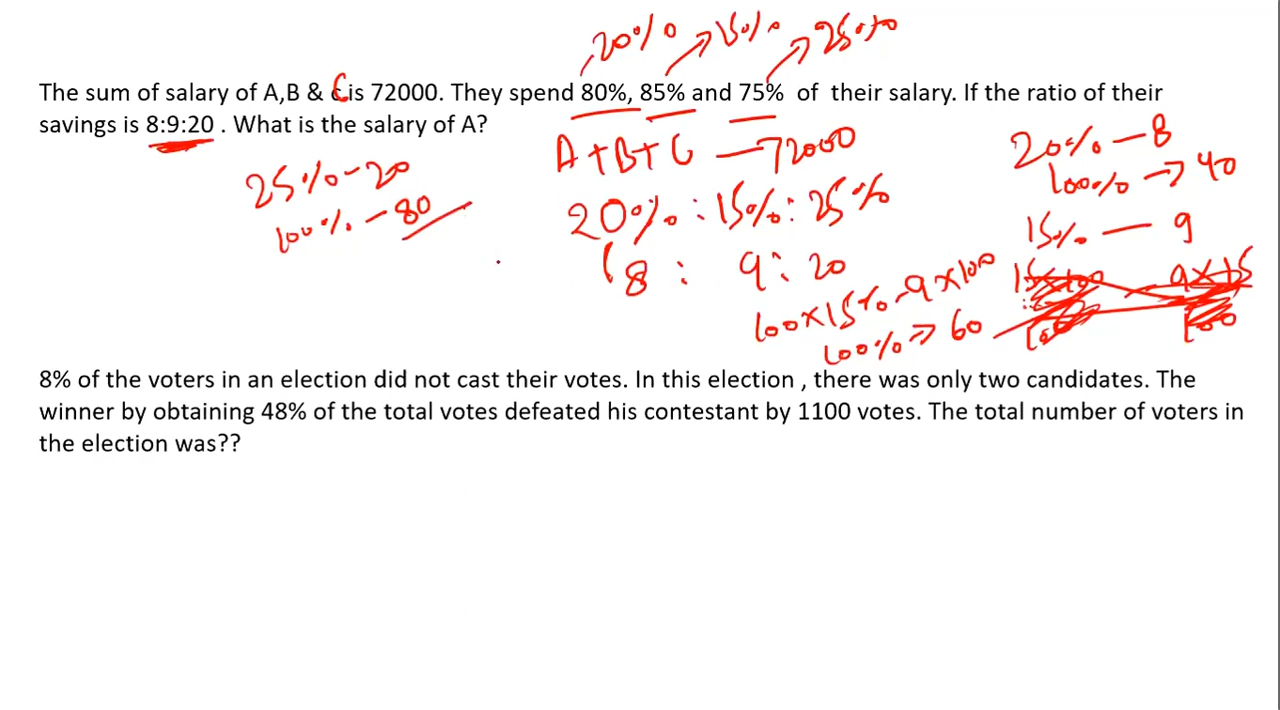 20% 15% 25%
The sum of salary of A,B & C is 72000. They spend 80%, 85% and 75% of their salary. If the ratio of their
savings is 8:9:20 . What is the salary of A?
A+B+C — 72000
20% — 8
100% → 40
25% - 20
100% - 80
20% : 15% : 25%
15% — 9
8 : 9 : 20
100×15% - 9×100
100% → 60
8% of the voters in an election did not cast their votes. In this election , there was only two candidates. The
winner by obtaining 48% of the total votes defeated his contestant by 1100 votes. The total number of voters in
the election was??